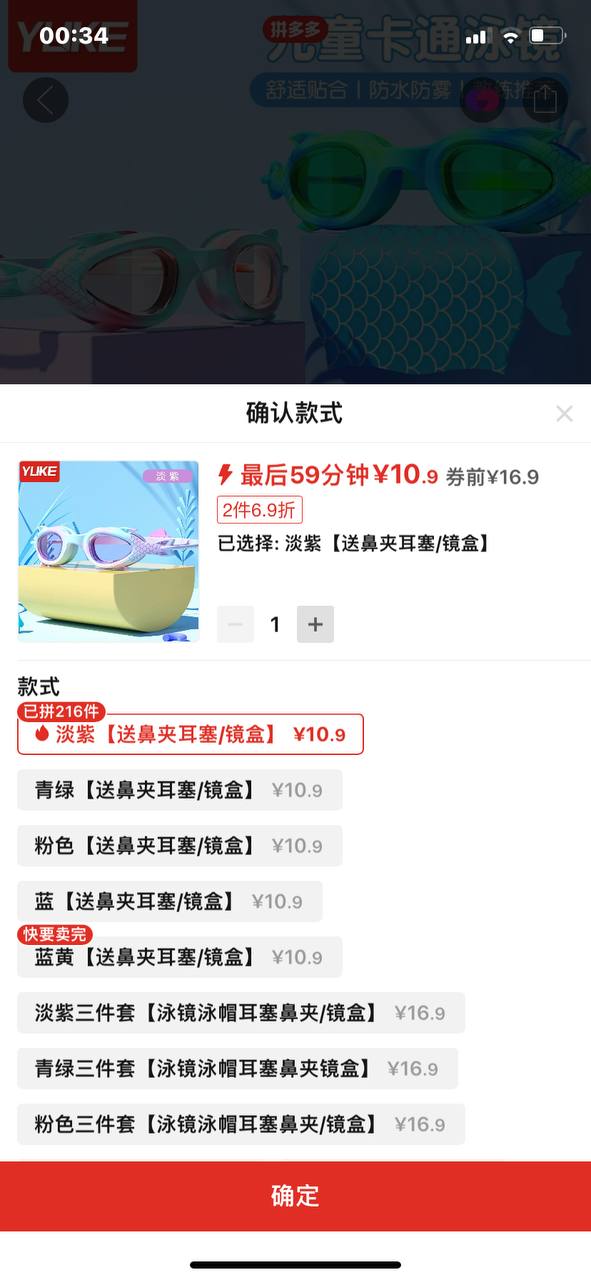 00:34
YUKE
拼多多
儿童卡通泳镜
舒适贴合丨防水防雾丨教练推
确认款式
YUKE
淡紫
最后59分钟¥10.9 券前¥16.9
2件6.9折
已选择: 淡紫【送鼻夹耳塞/镜盒】
1
款式
已拼216件
淡紫【送鼻夹耳塞/镜盒】 ¥10.9
青绿【送鼻夹耳塞/镜盒】 ¥10.9
粉色【送鼻夹耳塞/镜盒】 ¥10.9
蓝【送鼻夹耳塞/镜盒】 ¥10.9
快要卖完
蓝黄【送鼻夹耳塞/镜盒】 ¥10.9
淡紫三件套【泳镜泳帽耳塞鼻夹/镜盒】 ¥16.9
青绿三件套【泳镜泳帽耳塞鼻夹镜盒】 ¥16.9
粉色三件套【泳镜泳帽耳塞鼻夹/镜盒】 ¥16.9
确定